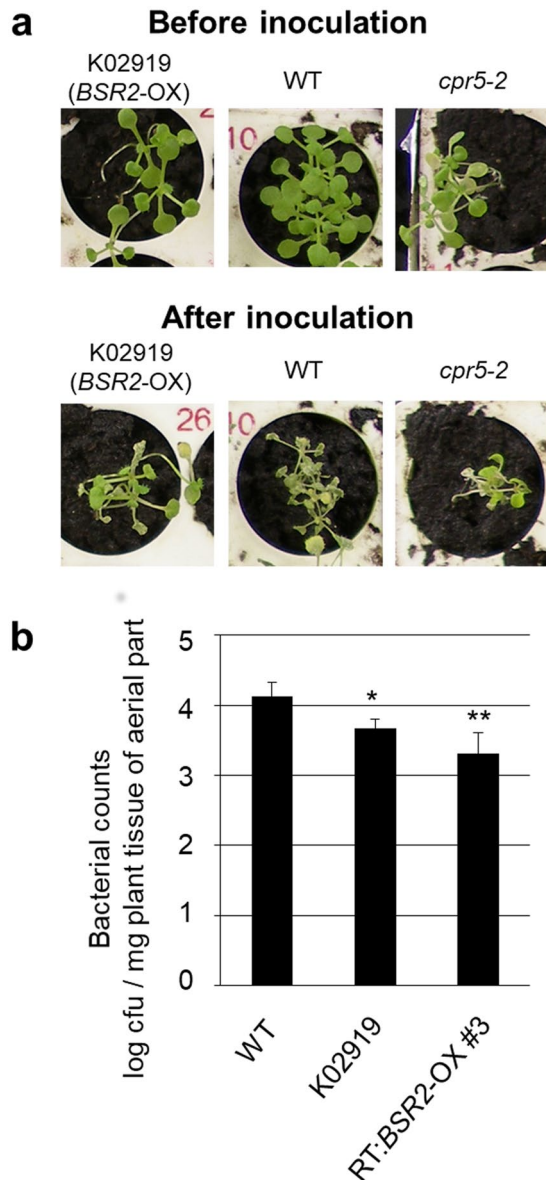 a
Before inoculation
K02919
(BSR2-OX)
WT
cpr5-2
2
10
11
After inoculation
K02919
(BSR2-OX)
WT
cpr5-2
26
10
b
Bacterial counts
log cfu / mg plant tissue of aerial part
5
4
3
2
1
0
*
**
WT
K02919
RT:BSR2-OX #3